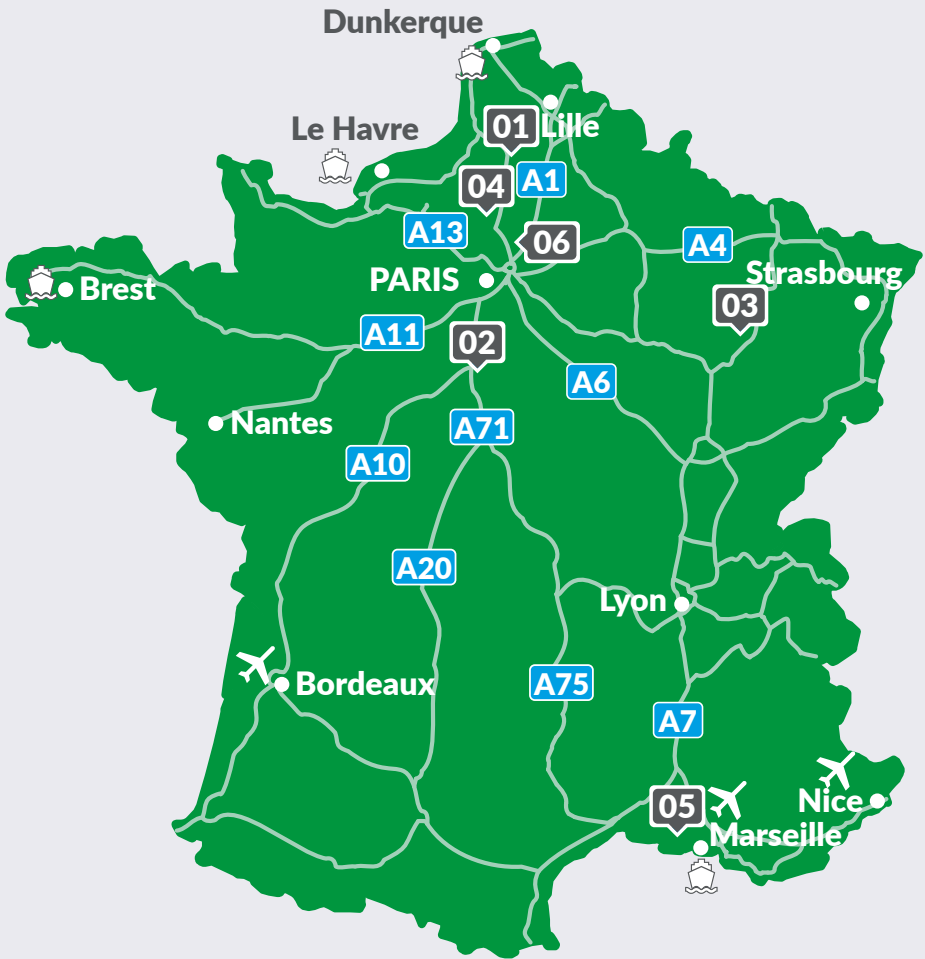 Dunkerque
Le Havre
01
Lille
04
A1
A13
06
A4
PARIS
Strasbourg
Brest
03
A11
02
A6
Nantes
A71
A10
A20
Lyon
Bordeaux
A75
A7
05
Nice
Marseille